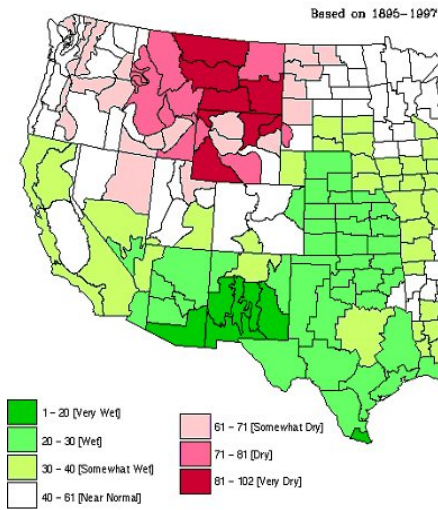 Based on 1895-1997
1 - 20 [Very Wet]
20 - 30 [Wet]
30 - 40 [Somewhat Wet]
40 - 61 [Near Normal]
61 - 71 [Somewhat Dry]
71 - 81 [Dry]
81 - 102 [Very Dry]